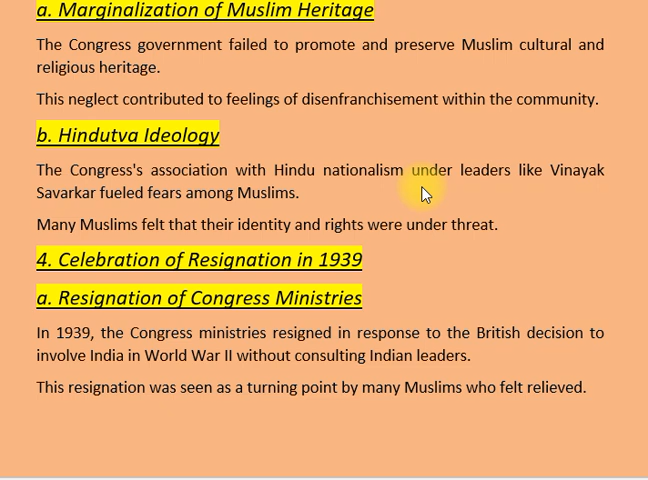 a. Marginalization of Muslim Heritage
The Congress government failed to promote and preserve Muslim cultural and
religious heritage.
This neglect contributed to feelings of disenfranchisement within the community.
b. Hindutva Ideology
The Congress's association with Hindu nationalism under leaders like Vinayak
Savarkar fueled fears among Muslims.
Many Muslims felt that their identity and rights were under threat.
4. Celebration of Resignation in 1939
a. Resignation of Congress Ministries
In 1939, the Congress ministries resigned in response to the British decision to
involve India in World War II without consulting Indian leaders.
This resignation was seen as a turning point by many Muslims who felt relieved.